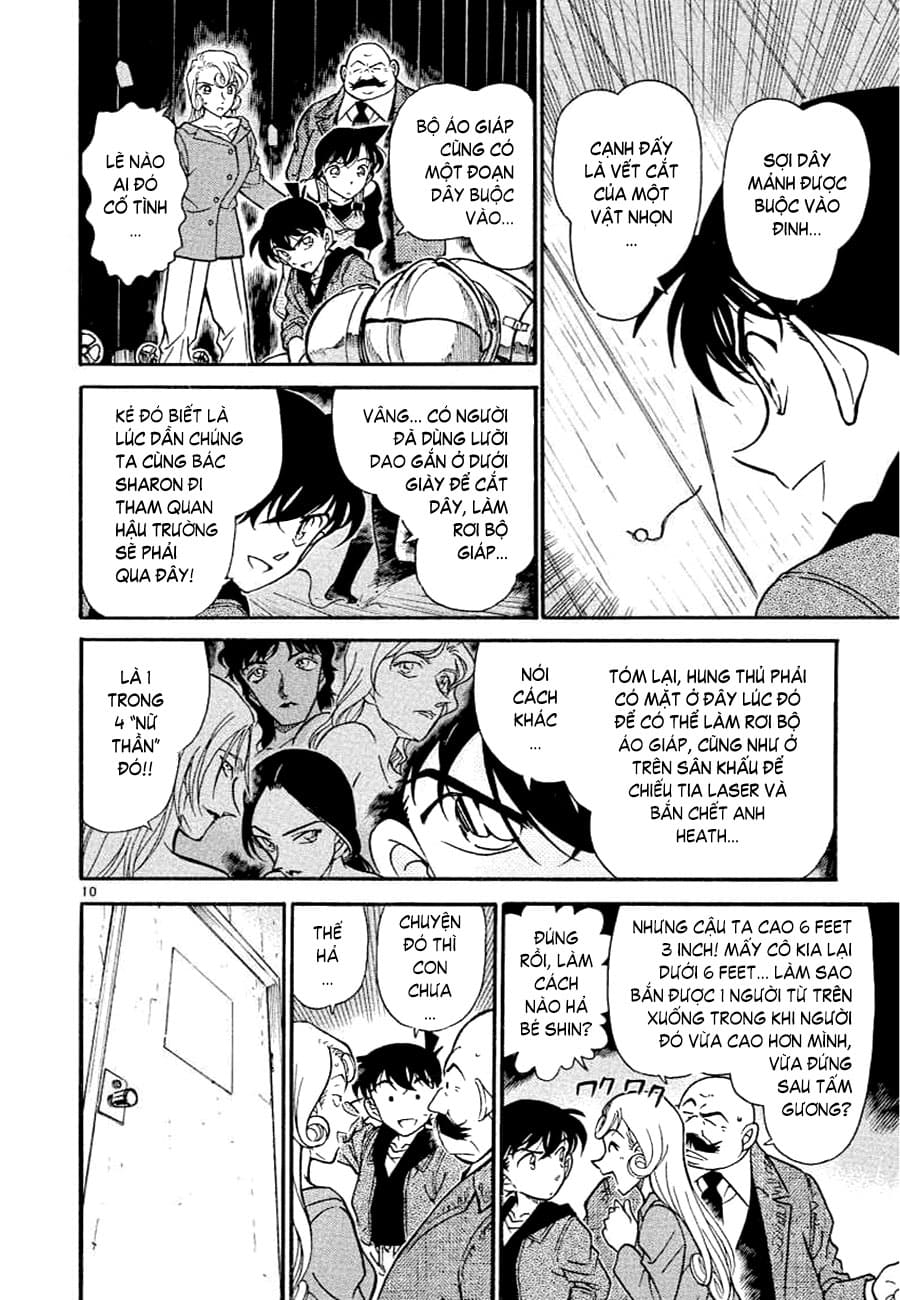 SỢI DÂY
MẢNH ĐƯỢC
BUỘC VÀO
ĐINH...
CẠNH ĐẤY
LÀ VẾT CẮT
CỦA MỘT
VẬT NHỌN
...
BỘ ÁO GIÁP
CŨNG CÓ
MỘT ĐOẠN
DÂY BUỘC
VÀO...
LẼ NÀO
AI ĐÓ
CỐ TÌNH
...
VÂNG... CÓ NGƯỜI
ĐÃ DÙNG LƯỠI
DAO GẮN Ở DƯỚI
GIÀY ĐỂ CẮT
DÂY, LÀM
RƠI BỘ
GIÁP...
KẺ ĐÓ BIẾT LÀ
LÚC DẦN CHÚNG
TA CÙNG BÁC
SHARON ĐI
THAM QUAN
HẬU TRƯỜNG
SẼ PHẢI
QUA ĐÂY!
TÓM LẠI, HUNG THỦ PHẢI
CÓ MẶT Ở ĐÂY LÚC ĐÓ
ĐỂ CÓ THỂ LÀM RƠI BỘ
ÁO GIÁP, CŨNG NHƯ Ở
TRÊN SÂN KHẤU ĐỂ
CHIẾU TIA LASER VÀ
BẮN CHẾT ANH
HEATH...
NÓI
CÁCH
KHÁC
...
LÀ 1
TRONG
4 "NỮ
THẦN"
ĐÓ!!
10
NHƯNG CẬU TA CAO 6 FEET
3 INCH! MẤY CÔ KIA LẠI
DƯỚI 6 FEET... LÀM SAO
BẮN ĐƯỢC 1 NGƯỜI TỪ TRÊN
XUỐNG TRONG KHI NGƯỜI
ĐÓ VỪA CAO HƠN MÌNH,
VỪA ĐỨNG
SAU TẤM
GƯƠNG?
ĐÚNG
RỒI, LÀM
CÁCH
NÀO HẢ
BÉ SHIN?
ワクワク
CHUYỆN
ĐÓ THÌ
CON
CHƯA
...
THẾ
HẢ
...